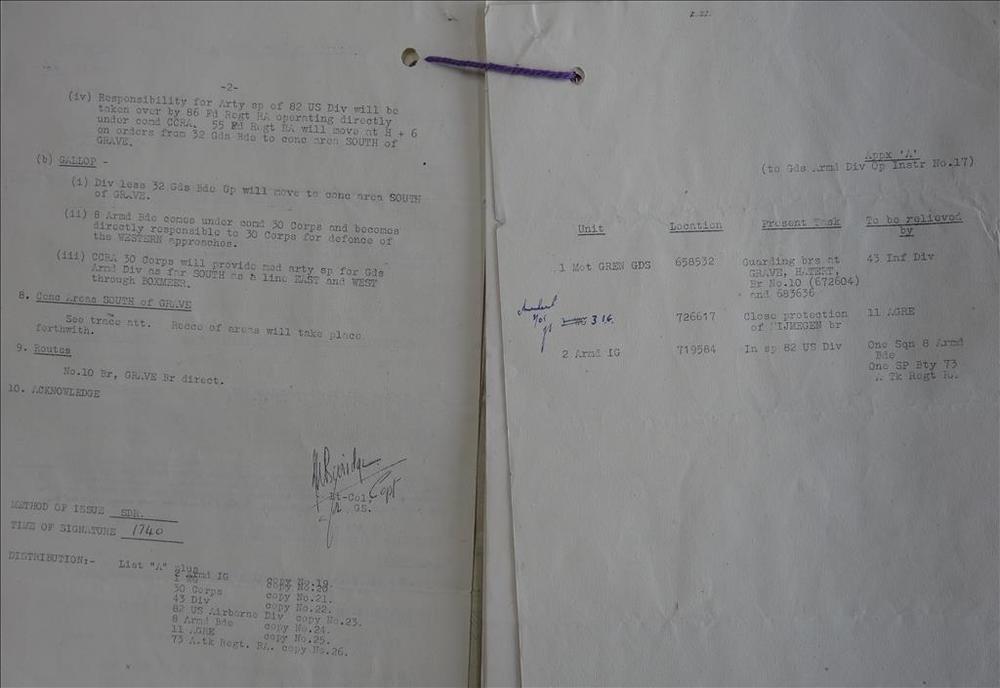 -2-
(iv) Responsibility for Arty sp of 82 US Div will be
taken over by 86 Fd Regt RA operating directly
under comd CCRA. 55 Fd Regt RA will move at H + 6
on orders from 32 Gds Bde to conc area SOUTH of
GRAVE.
(b) GALLOP -
(i) Div less 32 Gds Bde Gp will move to conc area SOUTH
of GRAVE.
(ii) 8 Armd Bde comes under comd 30 Corps and becomes
directly responsible to 30 Corps for defence of
the WESTERN approaches.
(iii) CCRA 30 Corps will provide med arty sp for Gds
Armd Div as far SOUTH as a line EAST and WEST
through BOXMEER.
8. Conc Areas SOUTH of GRAVE
See trace att. Recce of areas will take place
forthwith.
9. Routes
No.10 Br, GRAVE Br direct.
10. ACKNOWLEDGE
Capt
Lt-Col,
GS.
METHOD OF ISSUE SDR.
TIME OF SIGNATURE 1740
DISTRIBUTION:- List "A" plus
2 Armd IG copy No.19.
copy No.20
30 Corps copy No.21.
43 Div copy No.22.
82 US Airborne Div copy No.23.
8 Armd Bde copy No.24.
11 AGRE copy No.25.
73 A.tk Regt. RA. copy No.26.
Appx 'A'
(to Gds Armd Div Op Instr No.17)
Unit Location Present Task To be relieved
by
1 Mot GREN GDS 658532 Guarding brs at 43 Inf Div
GRAVE, HATERT,
Br No.10 (672604)
and 683636
3 I.G. 726617 Close protection 11 AGRE
of NIJMEGEN br
2 Armd IG 719584 In sp 82 US Div One Sqn 8 Armd
Bde
One SP Bty 73
A Tk Regt RA.